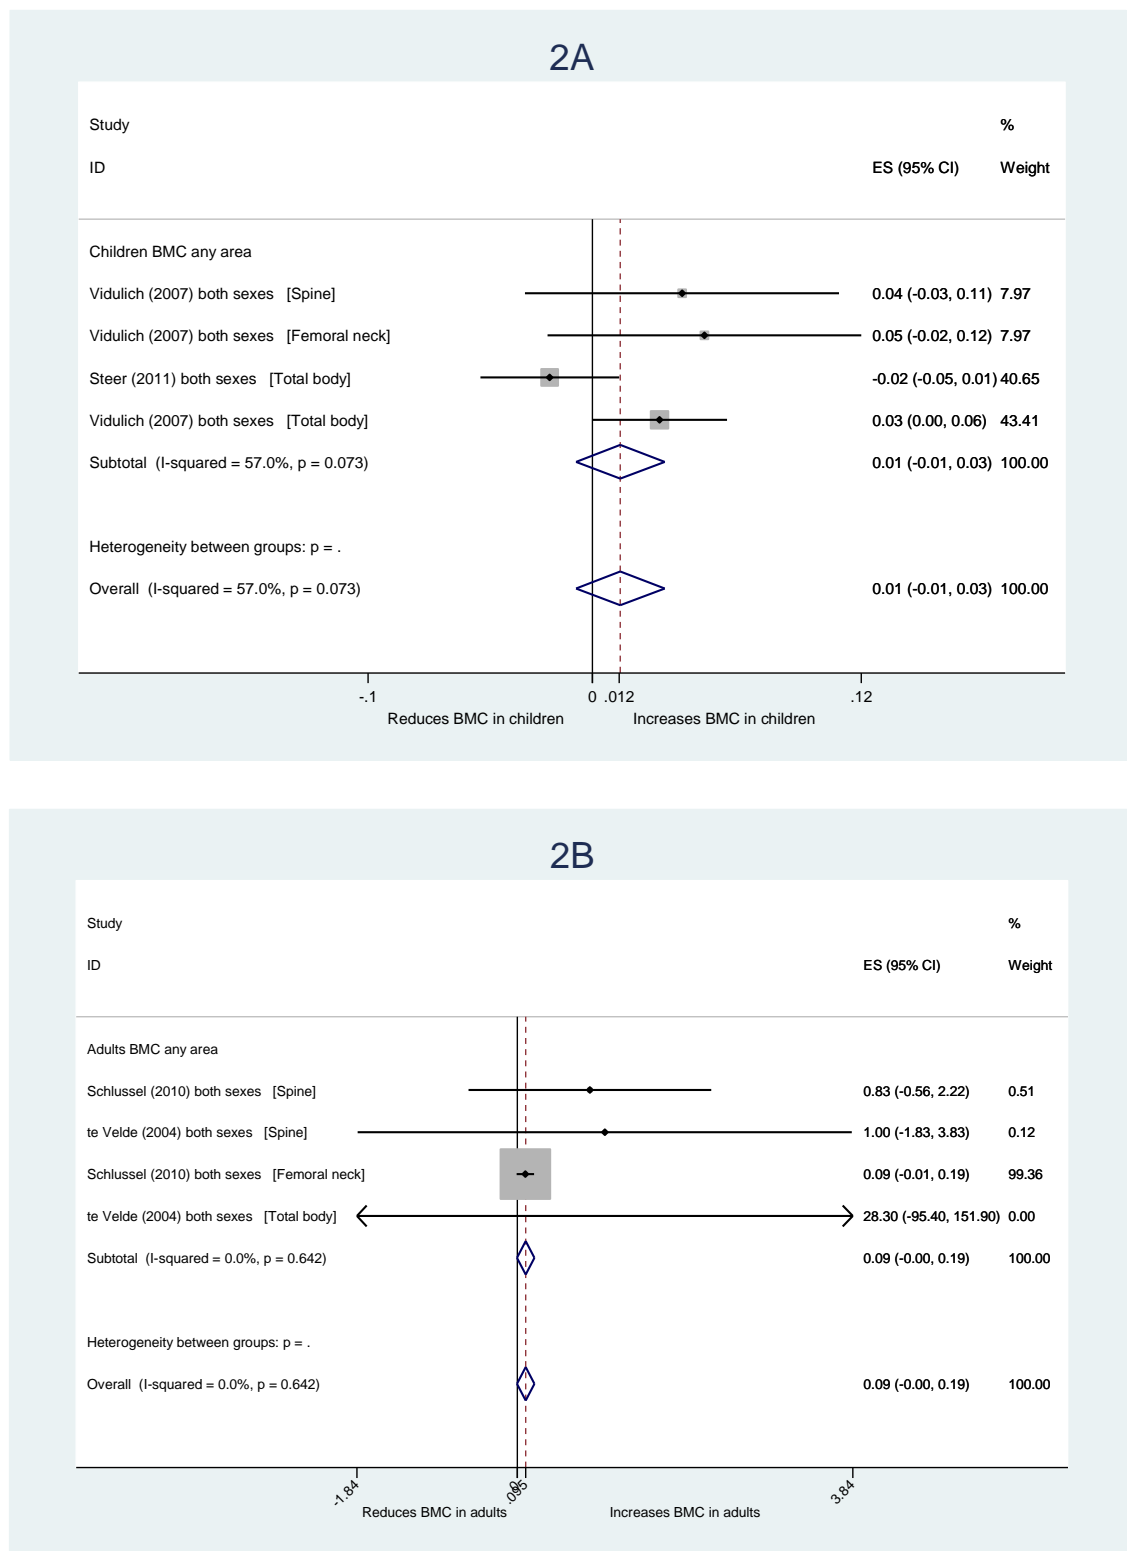 2A
Study %
ID ES (95% CI) Weight
Children BMC any area
Vidulich (2007) both sexes [Spine] 0.04 (-0.03, 0.11) 7.97
Vidulich (2007) both sexes [Femoral neck] 0.05 (-0.02, 0.12) 7.97
Steer (2011) both sexes [Total body] -0.02 (-0.05, 0.01) 40.65
Vidulich (2007) both sexes [Total body] 0.03 (0.00, 0.06) 43.41
Subtotal (I-squared = 57.0%, p = 0.073) 0.01 (-0.01, 0.03) 100.00
Heterogeneity between groups: p = .
Overall (I-squared = 57.0%, p = 0.073) 0.01 (-0.01, 0.03) 100.00
-.1 0 .012 .12
Reduces BMC in children Increases BMC in children
2B
Study %
ID ES (95% CI) Weight
Adults BMC any area
Schlussel (2010) both sexes [Spine] 0.83 (-0.56, 2.22) 0.51
te Velde (2004) both sexes [Spine] 1.00 (-1.83, 3.83) 0.12
Schlussel (2010) both sexes [Femoral neck] 0.09 (-0.01, 0.19) 99.36
te Velde (2004) both sexes [Total body] 28.30 (-95.40, 151.90) 0.00
Subtotal (I-squared = 0.0%, p = 0.642) 0.09 (-0.00, 0.19) 100.00
Heterogeneity between groups: p = .
Overall (I-squared = 0.0%, p = 0.642) 0.09 (-0.00, 0.19) 100.00
-1.84 0 .095 3.84
Reduces BMC in adults Increases BMC in adults